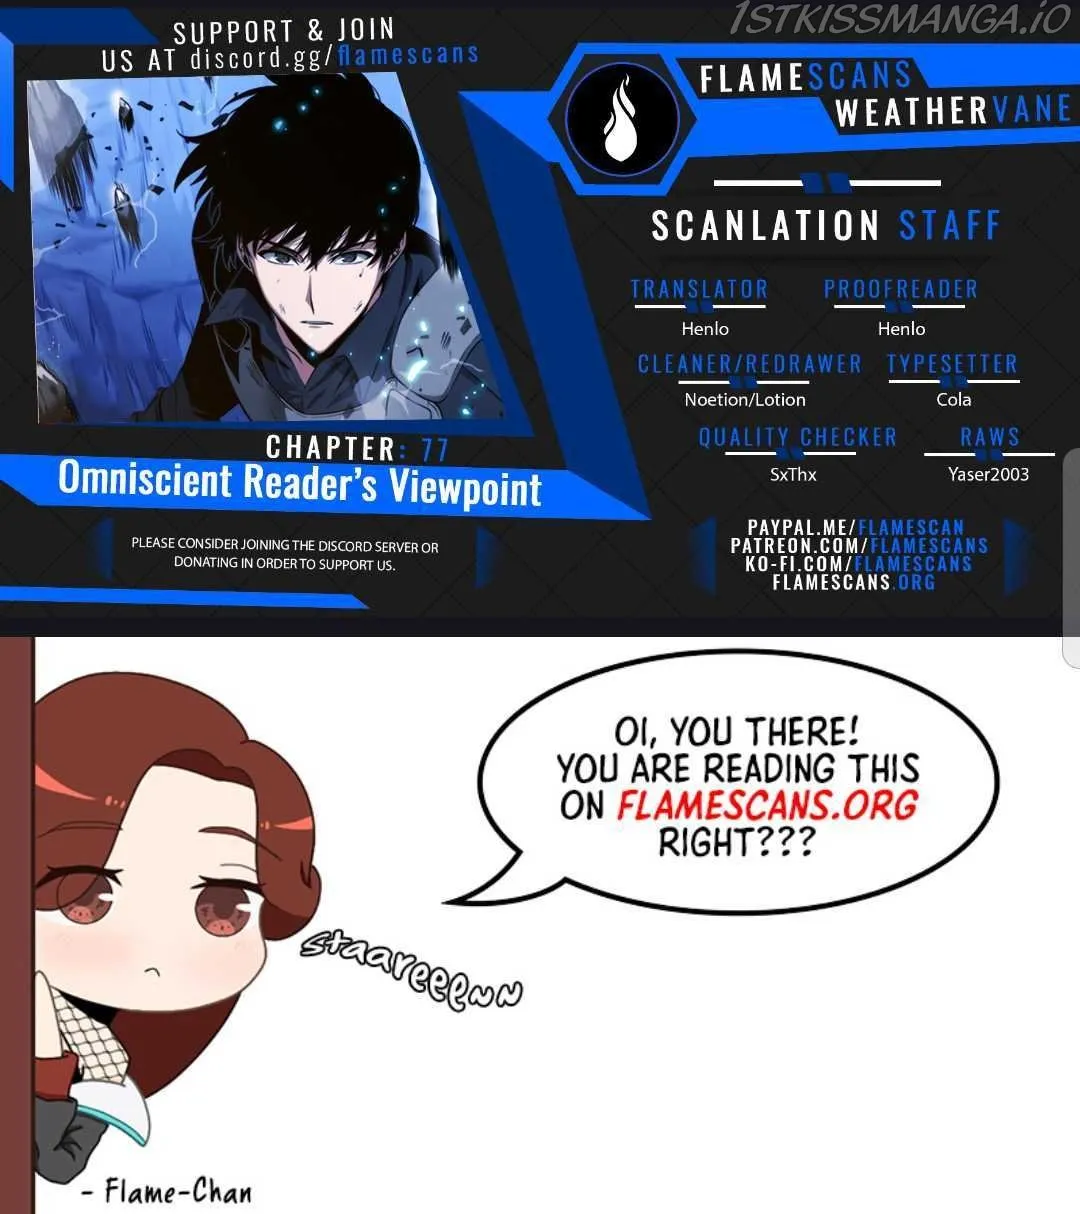 1STKISSMANGA.IO
SUPPORT & JOIN
US AT discord.gg/flamescans
FLAMESCANS
WEATHERVANE
SCANLATION STAFF
TRANSLATOR
Henlo
PROOFREADER
Henlo
CLEANER/REDRAWER
Noetion/Lotion
TYPESETTER
Cola
QUALITY CHECKER
SxThx
RAWS
Yaser2003
CHAPTER: 77
Omniscient Reader's Viewpoint
PLEASE CONSIDER JOINING THE DISCORD SERVER OR
DONATING IN ORDER TO SUPPORT US.
PAYPAL.ME/FLAMESCAN
PATREON.COM/FLAMESCANS
KO-FI.COM/FLAMESCANS
FLAMESCANS.ORG
OI, YOU THERE!
YOU ARE READING THIS
ON FLAMESCANS.ORG
RIGHT???
staareee~~
- Flame-Chan